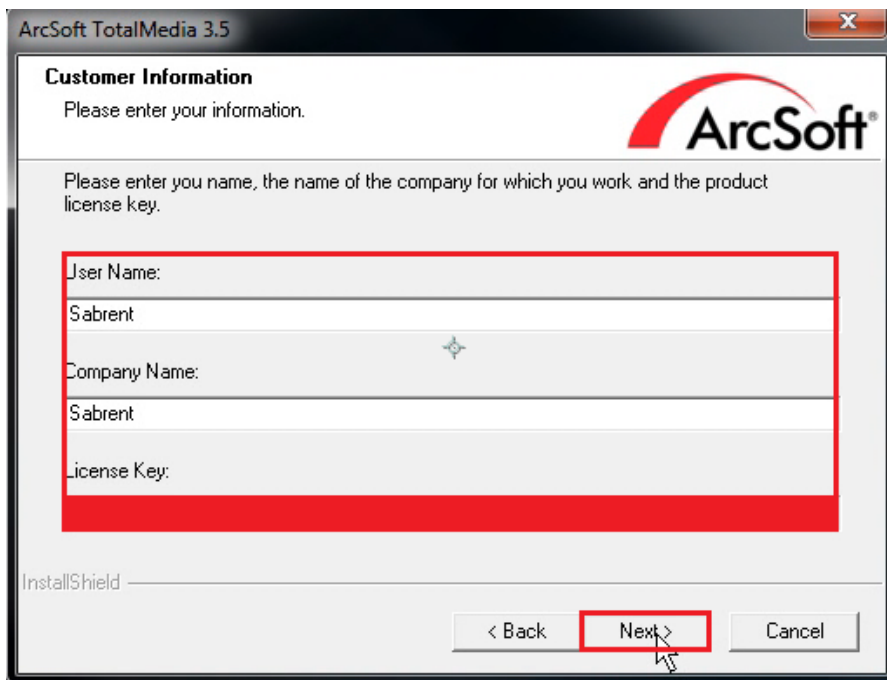 ArcSoft TotalMedia 3.5
Customer Information
Please enter your information.
ArcSoft®
Please enter you name, the name of the company for which you work and the product
license key.
User Name:
Sabrent
Company Name:
Sabrent
License Key:
InstallShield
< Back
Next >
Cancel